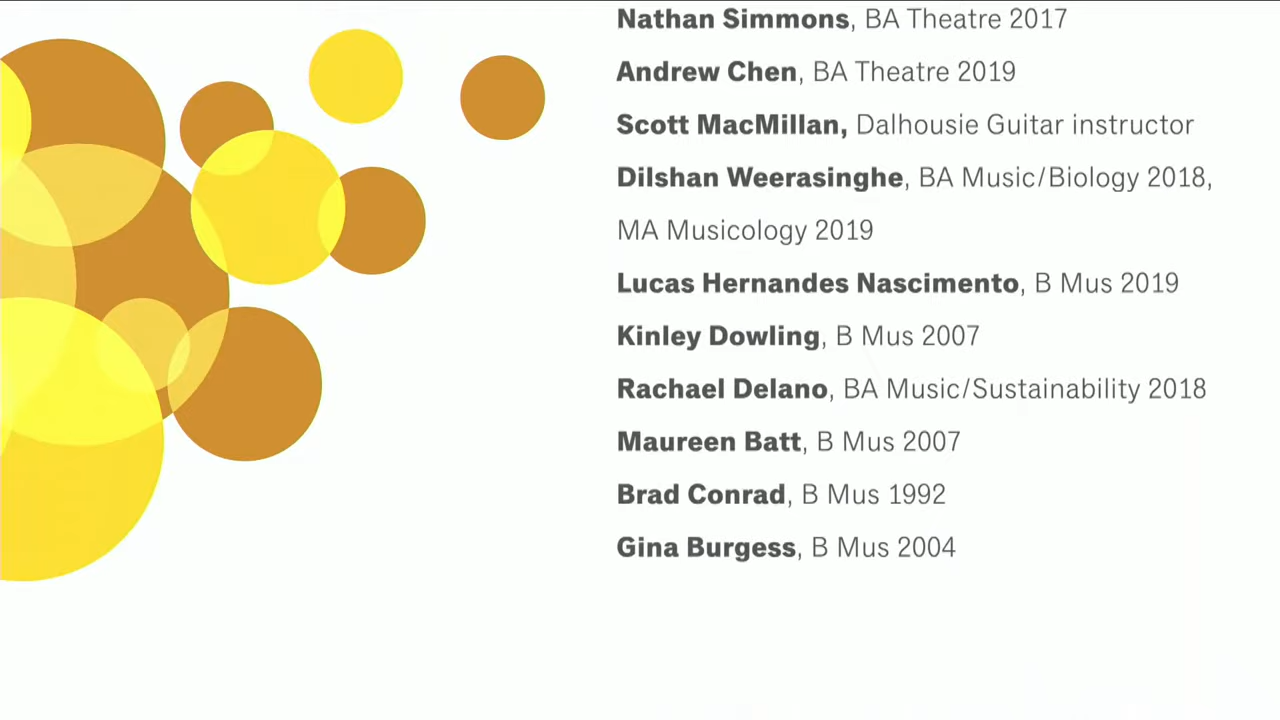 Nathan Simmons, BA Theatre 2017
Andrew Chen, BA Theatre 2019
Scott MacMillan, Dalhousie Guitar instructor
Dilshan Weerasinghe, BA Music/Biology 2018,
MA Musicology 2019
Lucas Hernandes Nascimento, B Mus 2019
Kinley Dowling, B Mus 2007
Rachael Delano, BA Music/Sustainability 2018
Maureen Batt, B Mus 2007
Brad Conrad, B Mus 1992
Gina Burgess, B Mus 2004